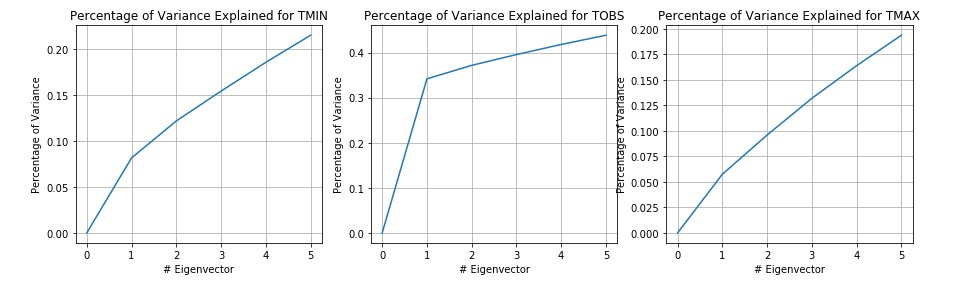 Percentage of Variance Explained for TMIN
Percentage of Variance
0.20
0.15
0.10
0.05
0.00
0 1 2 3 4 5
# Eigenvector
Percentage of Variance Explained for TOBS
Percentage of Variance
0.4
0.3
0.2
0.1
0.0
0 1 2 3 4 5
# Eigenvector
Percentage of Variance Explained for TMAX
Percentage of Variance
0.200
0.175
0.150
0.125
0.100
0.075
0.050
0.025
0.000
0 1 2 3 4 5
# Eigenvector